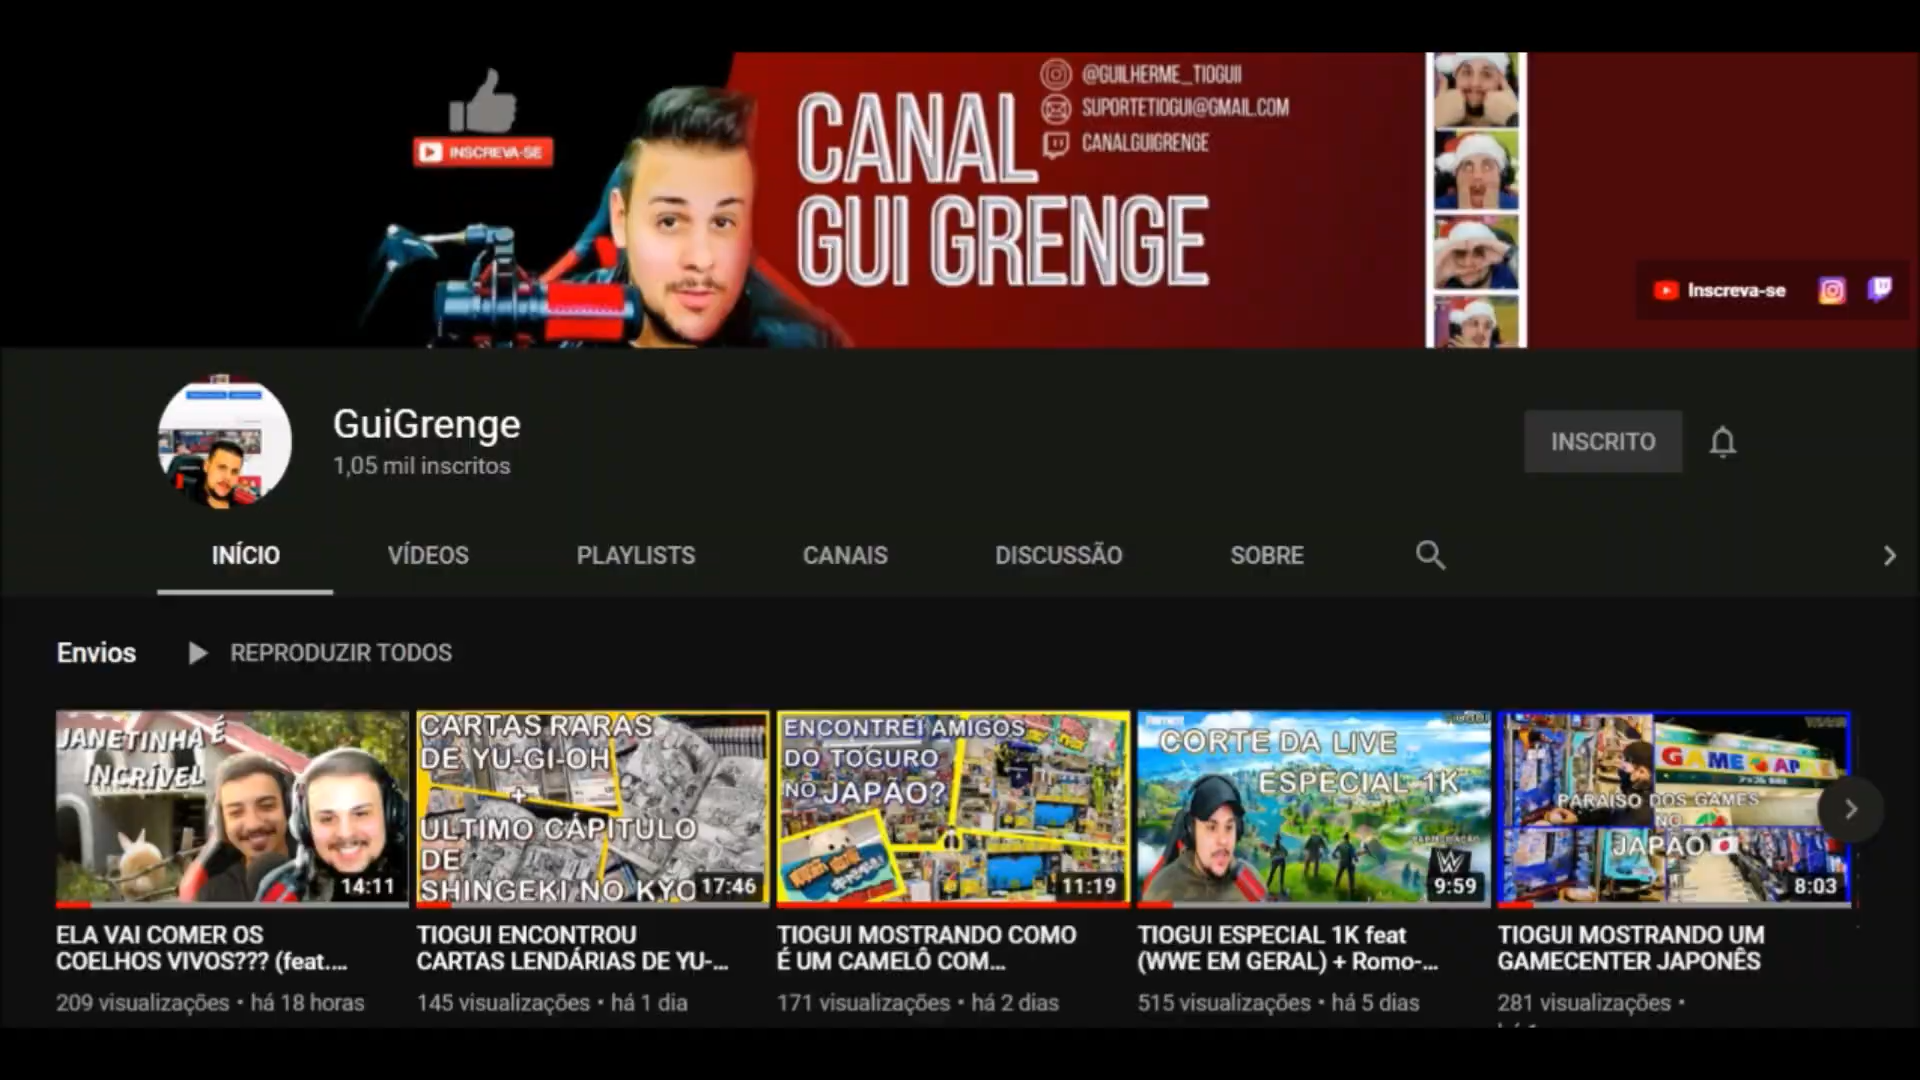 @GUILHERME_TIOGUII
SUPORTETIOGUI@GMAIL.COM
CANALGUIGRENGE
INSCREVA-SE
CANAL
GUI GRENGE
Inscreva-se
GuiGrenge
1,05 mil inscritos
INSCRITO
INÍCIO VÍDEOS PLAYLISTS CANAIS DISCUSSÃO SOBRE
Envios REPRODUZIR TODOS
JANETINHA É
INCRÍVEL
14:11
CARTAS RARAS
DE YU-GI-OH
+
ULTIMO CÁPITULO
DE
SHINGEKI NO KYO
17:46
ENCONTREI AMIGOS
DO TOGURO
NO JAPÃO?
11:19
CORTE DA LIVE
ESPECIAL 1K
W
9:59
GAME AP
PARAISO DOS GAMES
NO
JAPÃO
8:03
ELA VAI COMER OS
COELHOS VIVOS??? (feat....
209 visualizações • há 18 horas
TIOGUI ENCONTROU
CARTAS LENDÁRIAS DE YU-...
145 visualizações • há 1 dia
TIOGUI MOSTRANDO COMO
É UM CAMELÔ COM...
171 visualizações • há 2 dias
TIOGUI ESPECIAL 1K feat
(WWE EM GERAL) + Romo-...
515 visualizações • há 5 dias
TIOGUI MOSTRANDO UM
GAMECENTER JAPONÊS
281 visualizações •